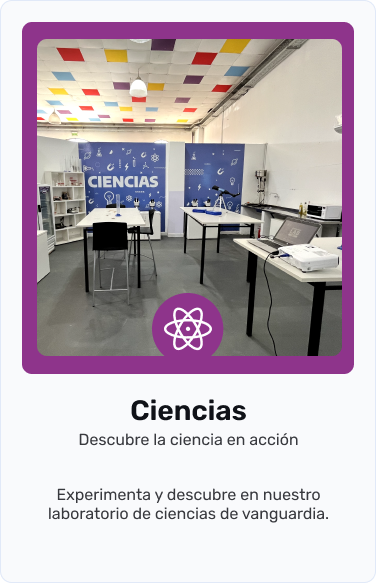 CIENCIAS
Ciencias
Descubre la ciencia en acción
Experimenta y descubre en nuestro
laboratorio de ciencias de vanguardia.